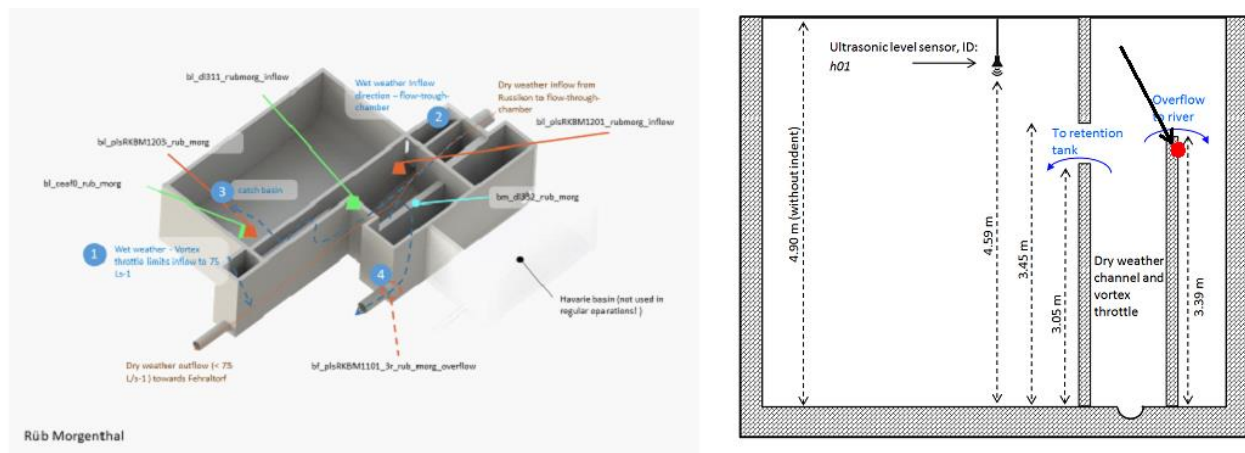 bl_dl311_rubmorg_inflow
Wet weather Inflow
direction – flow-trough-
chamber
2
Dry weather inflow from
Russikon to flow-through-
chamber
bl_plsRKBM1201_rubmorg_inflow
bl_plsRKBM1205_rub_morg
3
catch basin
rub_morg
bm_dl332_rub_morg
1
Wet weather – Vortex
throttle limits inflow to 75
Ls-1
4
Havarie basin (not used in
regular operations! )
Dry weather outflow (< 75
L/s-1) towards Fehraltorf
bf_plsRKBM1101_3r_rub_morg_overflow
Rüb Morgenthal
Ultrasonic level sensor, ID:
h01
Overflow
to river
To retention
tank
4.90 m (without indent)
4.59 m
3.45 m
3.05 m
Dry weather
channel and
vortex
throttle
3.39 m